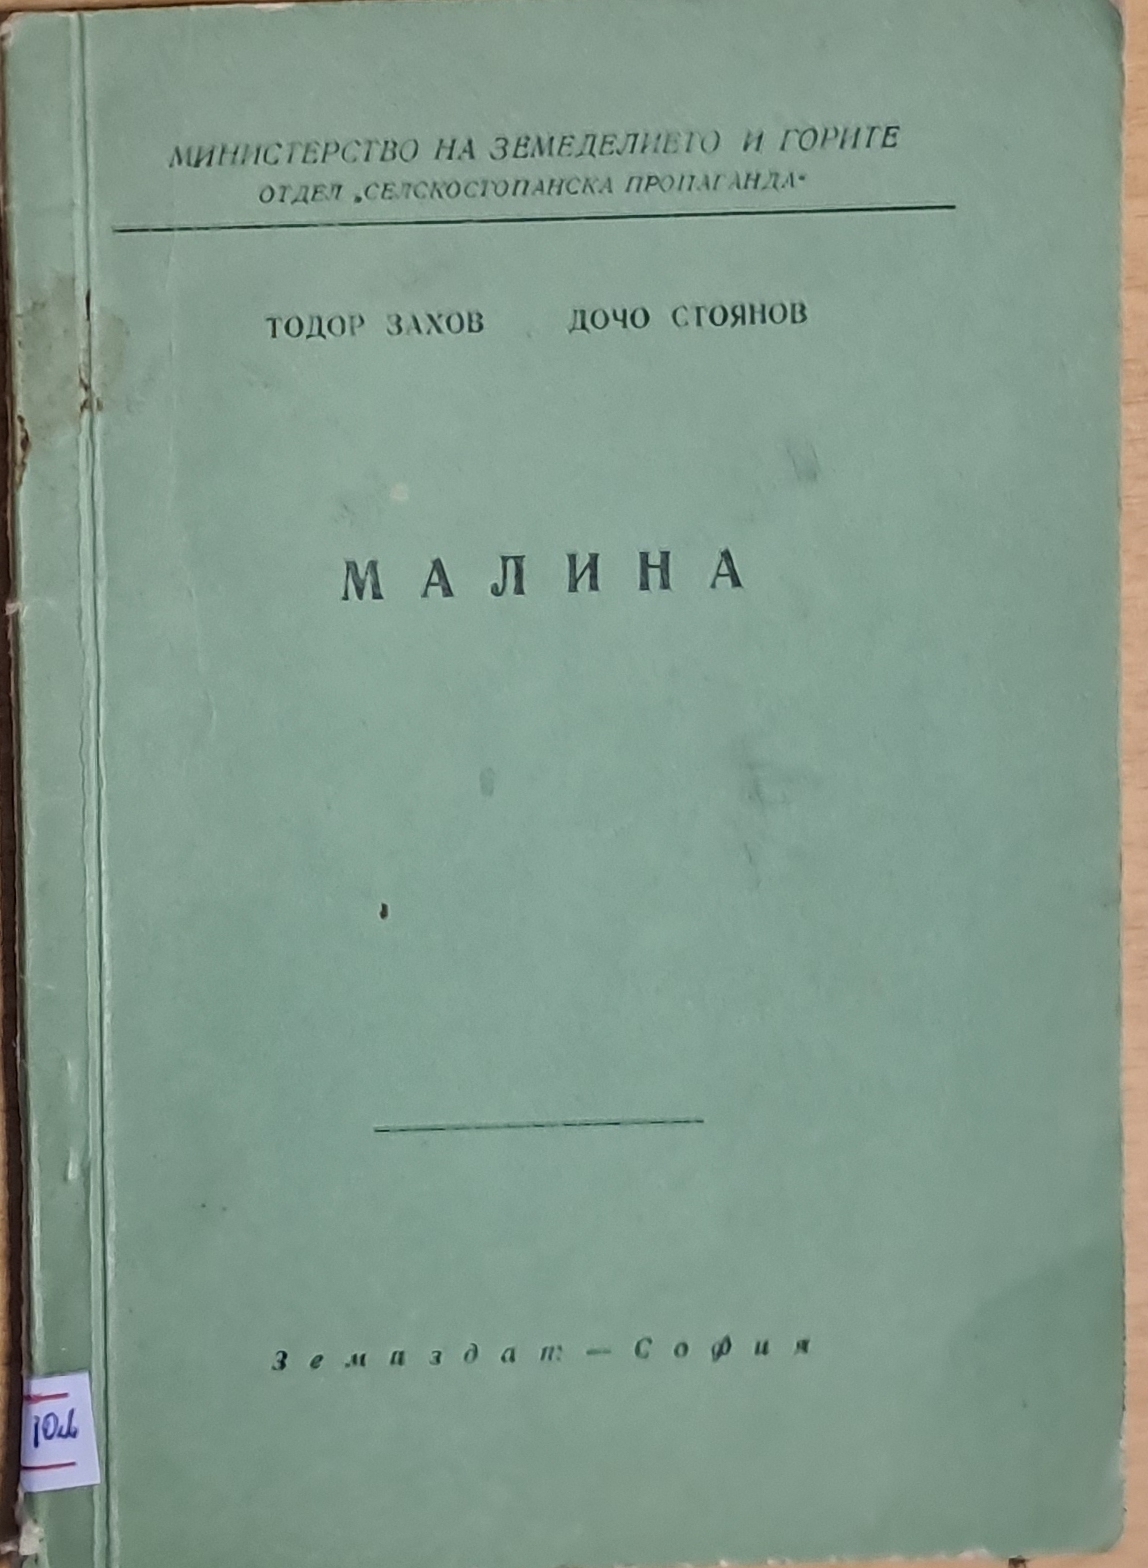 МИНИСТЕРСТВО НА ЗЕМЕДЕЛИЕТО И ГОРИТЕ
ОТДЕЛ „СЕЛСКОСТОПАНСКА ПРОПАГАНДА“
ТОДОР ЗАХОВ ДОЧО СТОЯНОВ
МАЛИНА
Земиздат — София